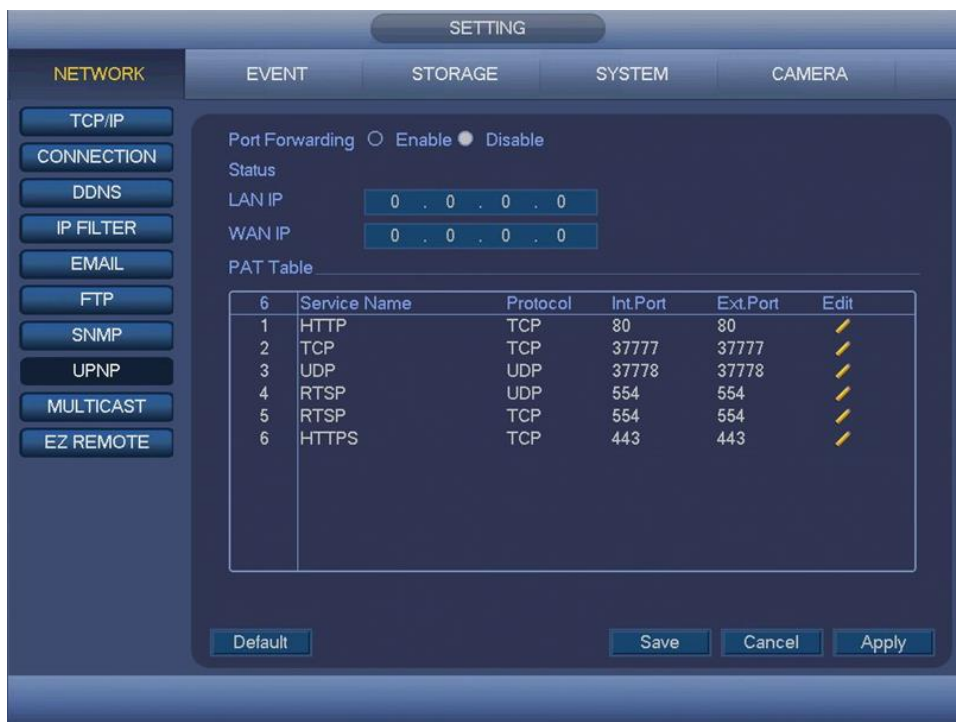 SETTING
NETWORK EVENT STORAGE SYSTEM CAMERA
TCP/IP
CONNECTION
DDNS
IP FILTER
EMAIL
FTP
SNMP
UPNP
MULTICAST
EZ REMOTE
Port Forwarding Enable Disable
Status
LAN IP 0 . 0 . 0 . 0
WAN IP 0 . 0 . 0 . 0
PAT Table
6 Service Name Protocol Int.Port Ext.Port Edit
1 HTTP TCP 80 80
2 TCP TCP 37777 37777
3 UDP UDP 37778 37778
4 RTSP UDP 554 554
5 RTSP TCP 554 554
6 HTTPS TCP 443 443
Default Save Cancel Apply